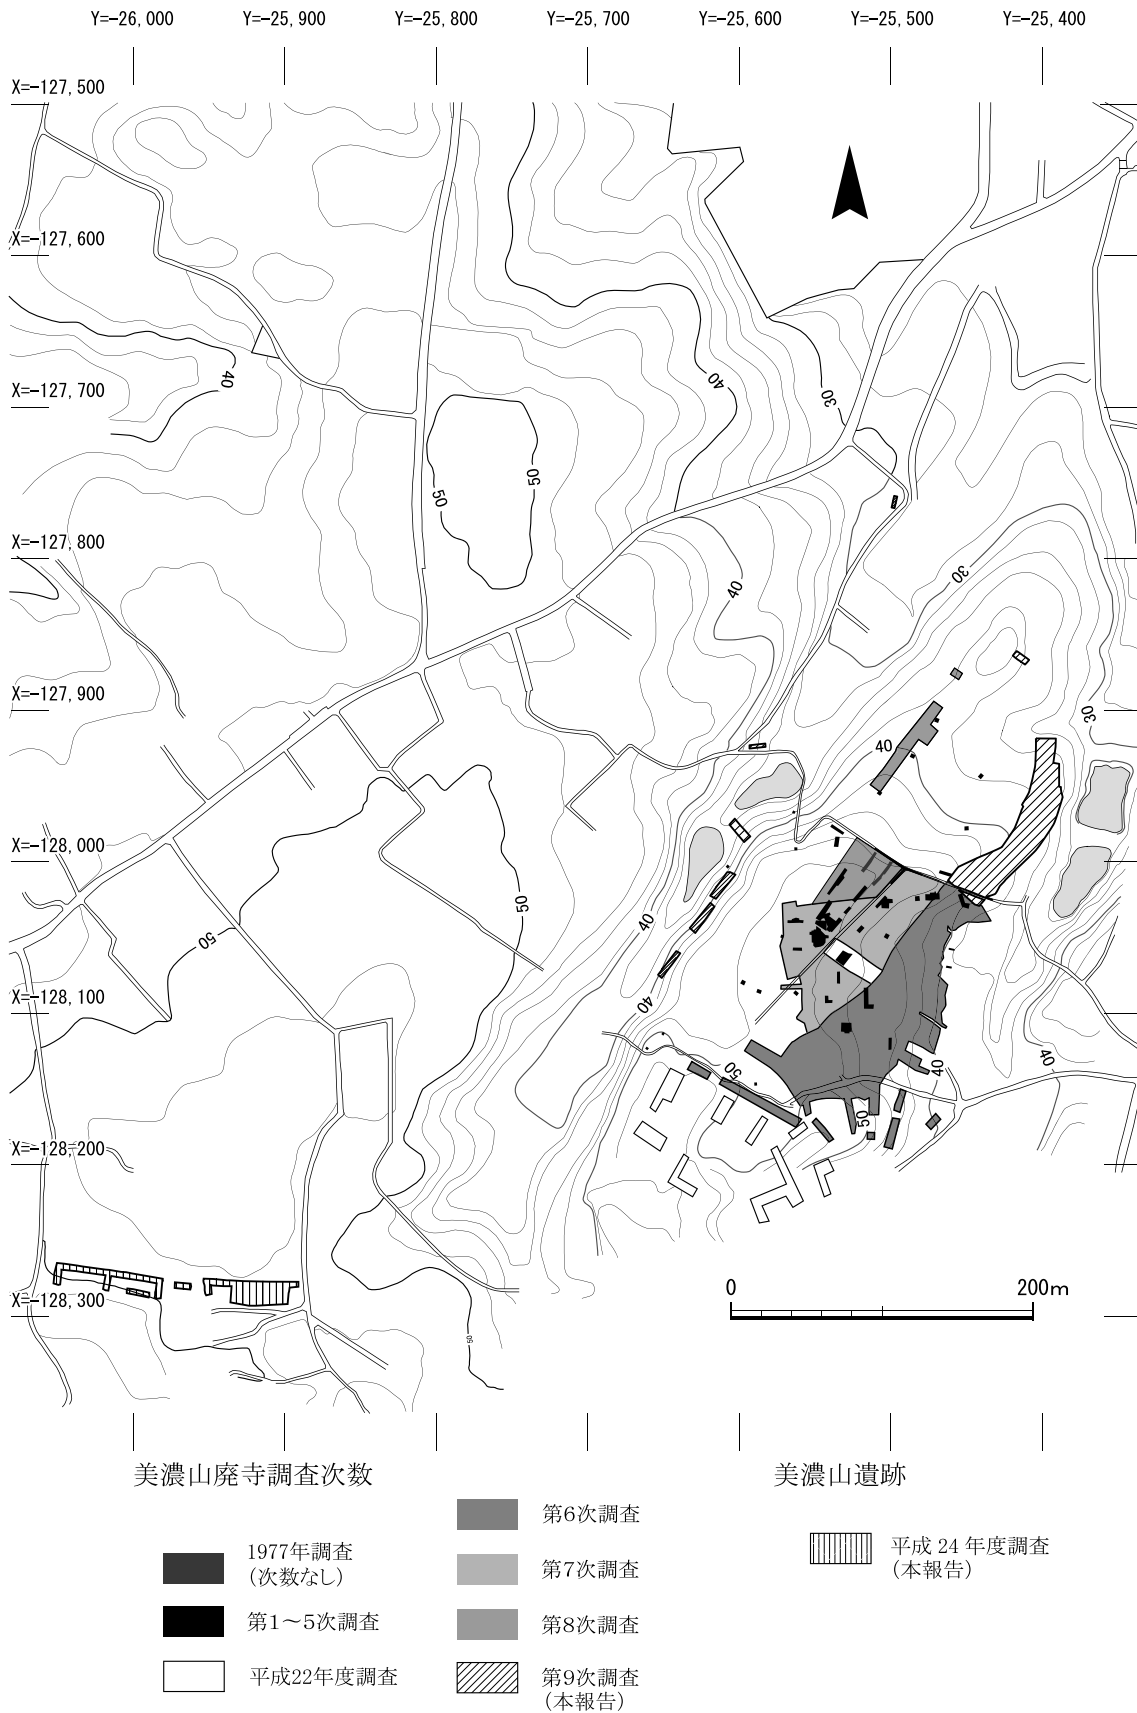 Y=-26,000
Y=-25,900
Y=-25,800
Y=-25,700
Y=-25,600
Y=-25,500
Y=-25,400
X=-127,500
X=-127,600
X=-127,700
X=-127,800
X=-127,900
X=-128,000
X=-128,100
X=-128,200
X=-128,300
40
40
30
50
50
40
30
30
40
50
50
40
40
50
40
40
50
50
0
200m
美濃山廃寺調査次数
1977年調査
(次数なし)
第1～5次調査
平成22年度調査
第6次調査
第7次調査
第8次調査
第9次調査
(本報告)
美濃山遺跡
平成 24 年度調査
(本報告)